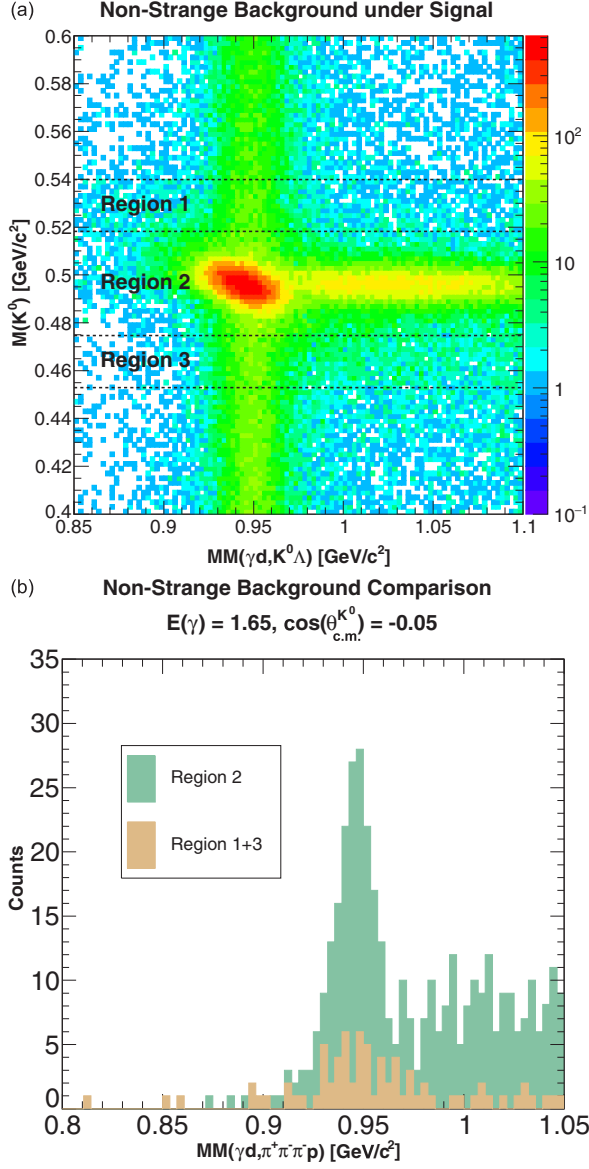 (a) Non-Strange Background under Signal
0.6
0.58
0.56
0.54
0.52
0.5
0.48
0.46
0.44
0.42
0.4
M(K⁰) [GeV/c²]
Region 1
Region 2
Region 3
10²
10
1
10⁻¹
0.85 0.9 0.95 1 1.05 1.1
MM(γd,K⁰Λ) [GeV/c²]
(b) Non-Strange Background Comparison
E(γ) = 1.65, cos(θ^{K⁰}_{c.m.}) = -0.05
35
30
25
20
15
10
5
0
Counts
Region 2
Region 1+3
0.8 0.85 0.9 0.95 1 1.05
MM(γd,π⁺π⁻π⁻p) [GeV/c²]